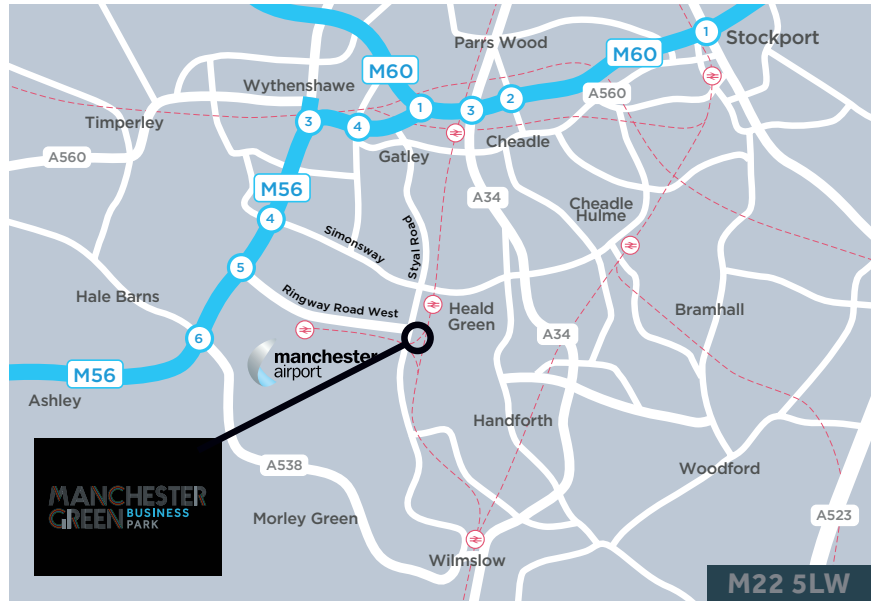 Parrs Wood
1
Stockport
M60
M60
Wythenshawe
2
A560
1
3
3
4
Timperley
Cheadle
Gatley
A560
M56
A34
Cheadle
Hulme
4
Styal Road
Simonsway
5
Hale Barns
Ringway Road West
Heald
Green
Bramhall
6
A34
manchester
airport
M56
Ashley
Handforth
A538
Woodford
MANCHESTER
GREEN BUSINESS
PARK
Morley Green
A523
Wilmslow
M22 5LW